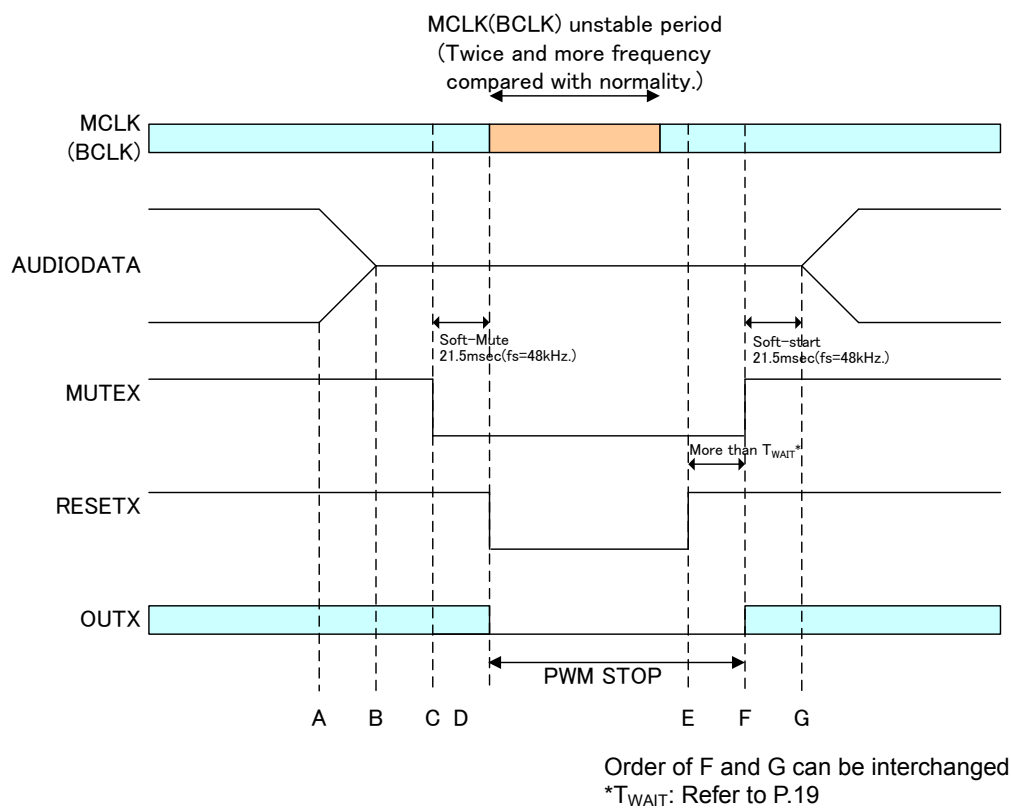 MCLK(BCLK) unstable period
(Twice and more frequency
compared with normality.)
MCLK
(BCLK)
AUDIODATA
Soft-Mute
21.5msec(fs=48kHz.)
Soft-start
21.5msec(fs=48kHz.)
MUTEX
More than TWAIT*
RESETX
OUTX
PWM STOP
A B C D E F G
Order of F and G can be interchanged
*TWAIT: Refer to P.19